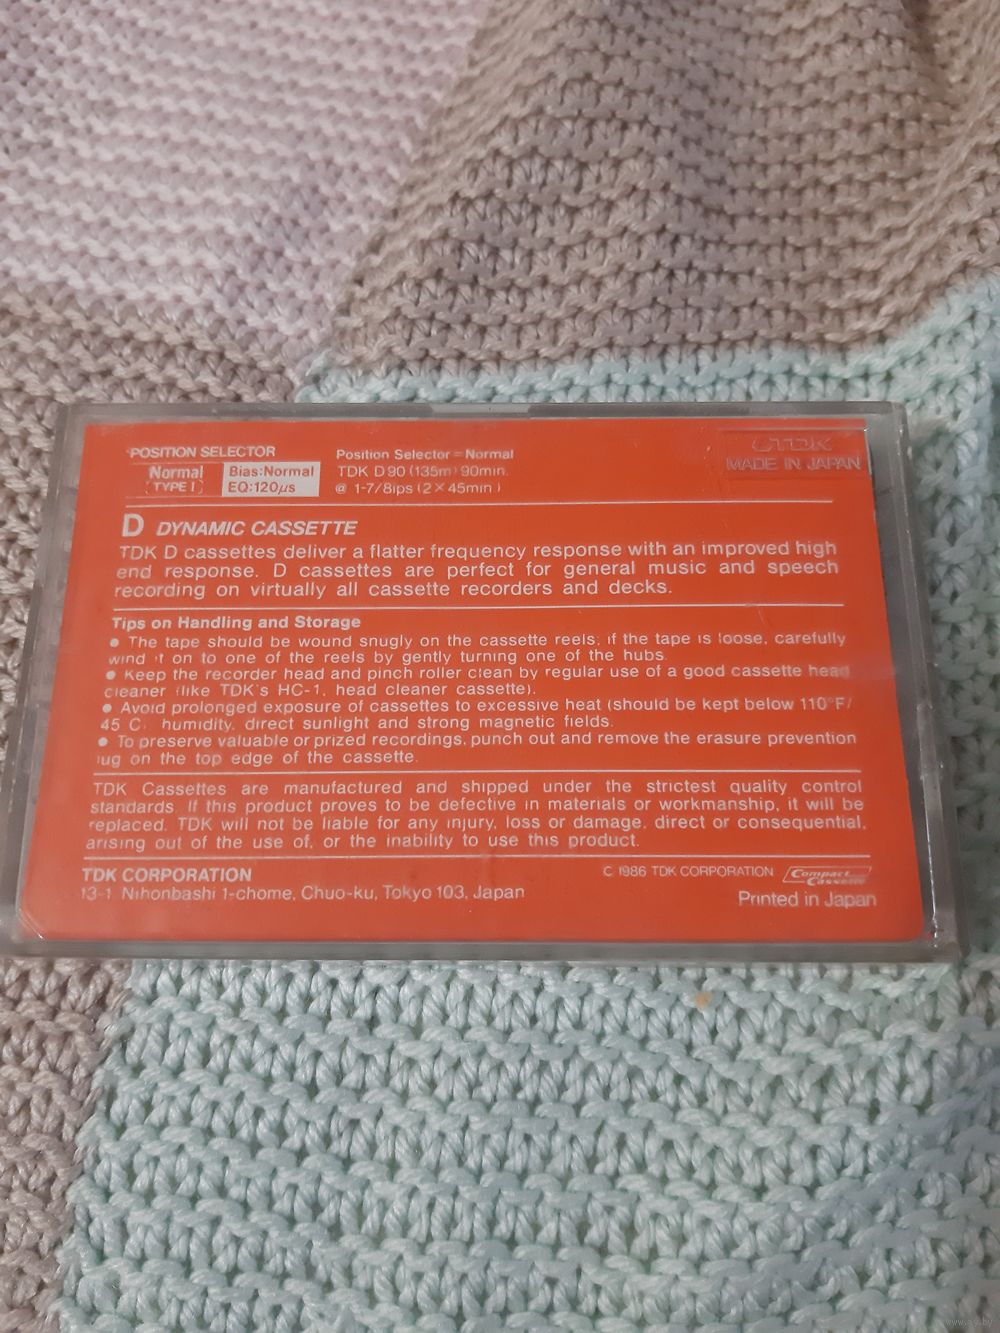 POSITION SELECTOR
Normal
TYPE I
Bias:Normal
EQ:120µs
Position Selector=Normal
TDK D90 (135m) 90min.
@ 1-7/8ips (2×45min.)
TDK
MADE IN JAPAN
D DYNAMIC CASSETTE
TDK D cassettes deliver a flatter frequency response with an improved high
end response. D cassettes are perfect for general music and speech
recording on virtually all cassette recorders and decks.
Tips on Handling and Storage
● The tape should be wound snugly on the cassette reels; if the tape is loose, carefully
wind it on to one of the reels by gently turning one of the hubs.
● Keep the recorder head and pinch roller clean by regular use of a good cassette head
cleaner (like TDK's HC-1, head cleaner cassette).
● Avoid prolonged exposure of cassettes to excessive heat (should be kept below 110°F/
45°C), humidity, direct sunlight and strong magnetic fields.
● To preserve valuable or prized recordings, punch out and remove the erasure prevention
lug on the top edge of the cassette.
TDK Cassettes are manufactured and shipped under the strictest quality control
standards. If this product proves to be defective in materials or workmanship, it will be
replaced. TDK will not be liable for any injury, loss or damage, direct or consequential,
arising out of the use of, or the inability to use this product.
TDK CORPORATION
13-1 Nihonbashi 1-chome, Chuo-ku, Tokyo 103, Japan
© 1986 TDK CORPORATION
Compact
Cassette
Printed in Japan